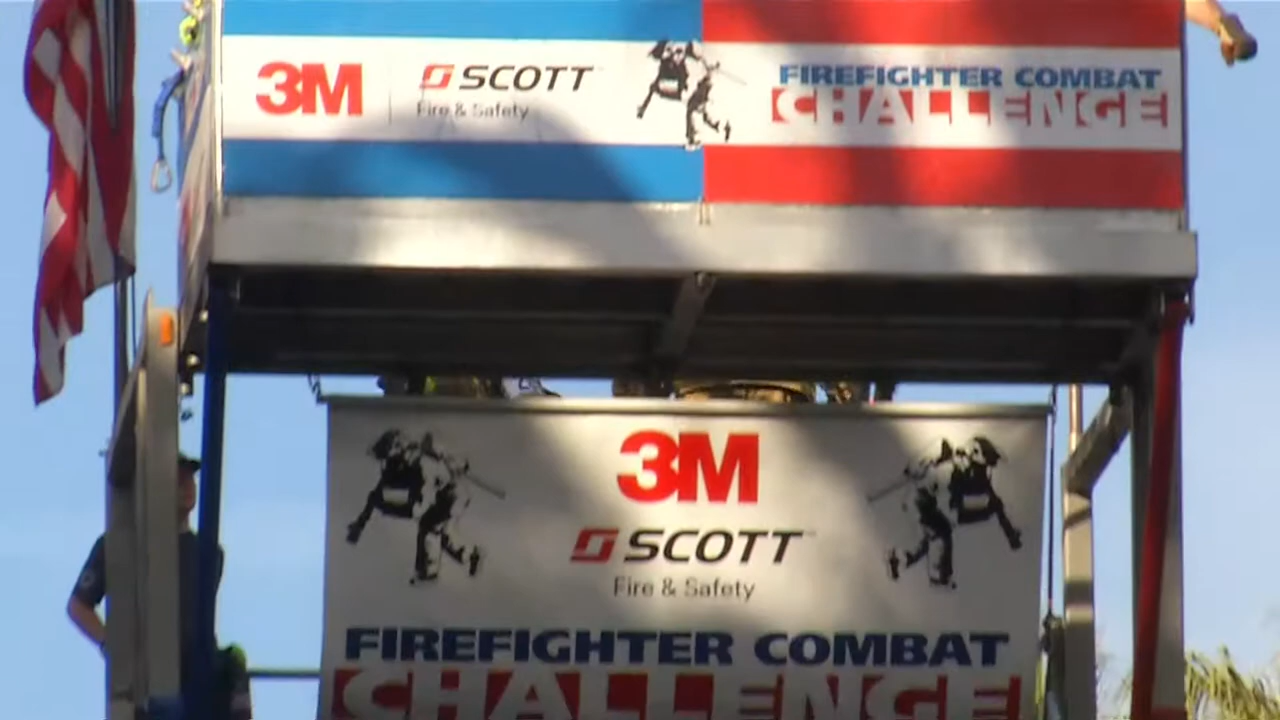 3M SCOTT FIREFIGHTER COMBAT
Fire & Safety CHALLENGE
3M
SCOTT
Fire & Safety
FIREFIGHTER COMBAT
CHALLENGE